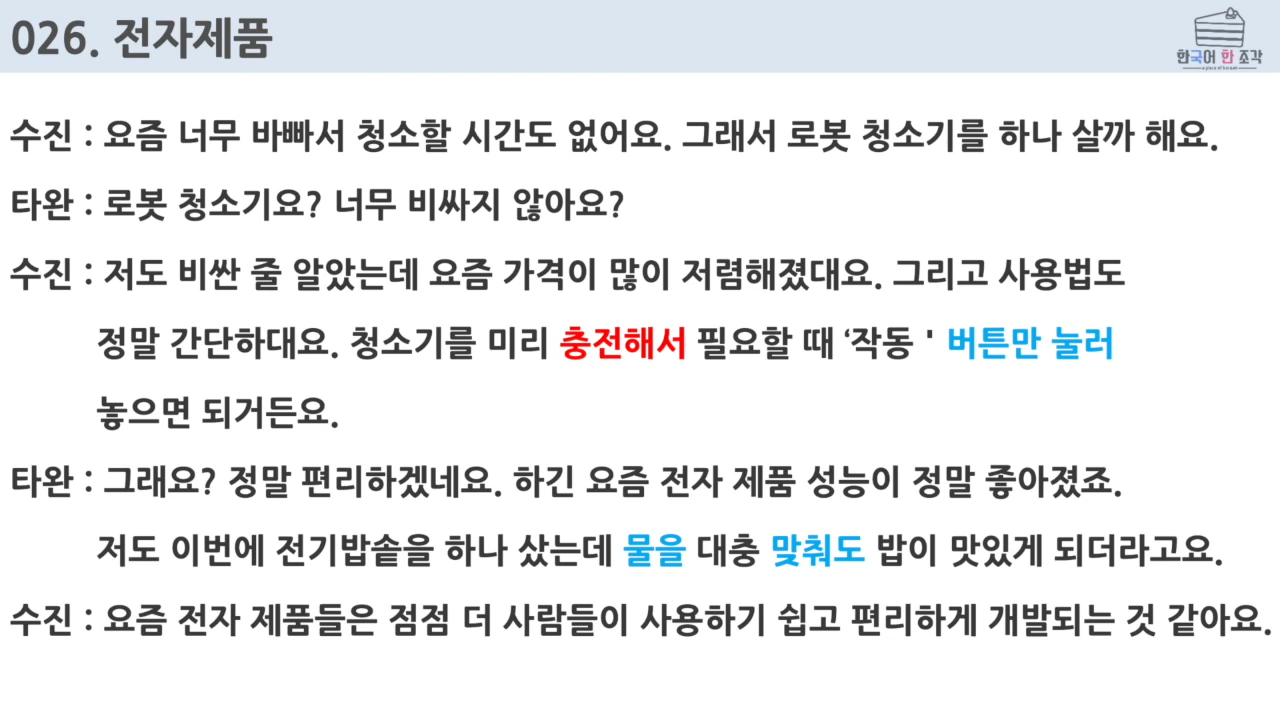 026. 전자제품
한국어 한 조각
a piece of korean
수진 : 요즘 너무 바빠서 청소할 시간도 없어요. 그래서 로봇 청소기를 하나 살까 해요.
타완 : 로봇 청소기요? 너무 비싸지 않아요?
수진 : 저도 비싼 줄 알았는데 요즘 가격이 많이 저렴해졌대요. 그리고 사용법도
정말 간단하대요. 청소기를 미리 충전해서 필요할 때 ‘작동 ' 버튼만 눌러
놓으면 되거든요.
타완 : 그래요? 정말 편리하겠네요. 하긴 요즘 전자 제품 성능이 정말 좋아졌죠.
저도 이번에 전기밥솥을 하나 샀는데 물을 대충 맞춰도 밥이 맛있게 되더라고요.
수진 : 요즘 전자 제품들은 점점 더 사람들이 사용하기 쉽고 편리하게 개발되는 것 같아요.